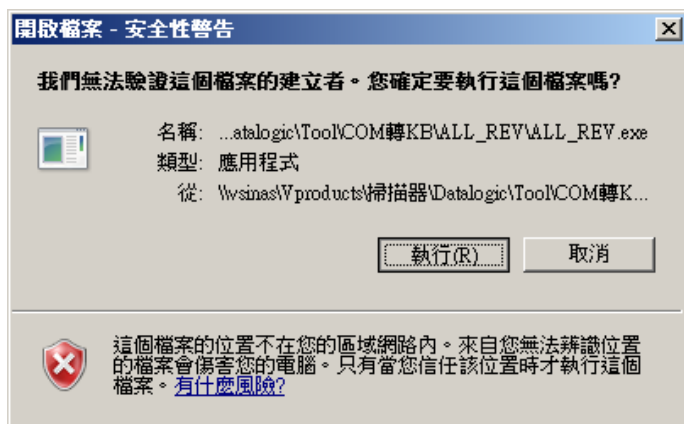 開啟檔案 - 安全性警告
我們無法驗證這個檔案的建立者。您確定要執行這個檔案嗎?
名稱: ...atalogic\Tool\COM轉KB\ALL_REV\ALL_REV.exe
類型: 應用程式
從: \\wsinas\Vproducts\掃描器\Datalogic\Tool\COM轉K...
執行(R) 取消
這個檔案的位置不在您的區域網路內。來自您無法辨識位置
的檔案會傷害您的電腦。只有當您信任該位置時才執行這個
檔案。有什麼風險?